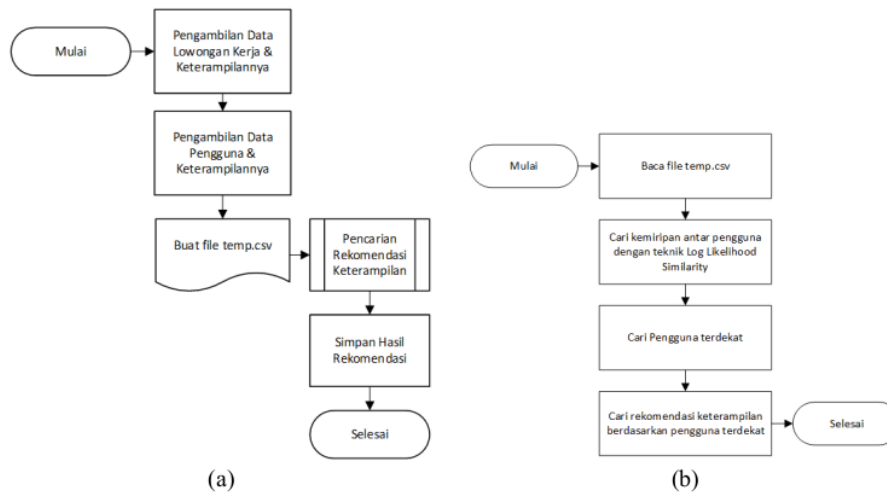 Mulai
Pengambilan Data
Lowongan Kerja &
Keterampilannya
Pengambilan Data
Pengguna &
Keterampilannya
Buat file temp.csv
Pencarian
Rekomendasi
Keterampilan
Simpan Hasil
Rekomendasi
Selesai
(a)
Mulai
Baca file temp.csv
Cari kemiripan antar pengguna
dengan teknik Log Likelihood
Similarity
Cari Pengguna terdekat
Cari rekomendasi keterampilan
berdasarkan pengguna terdekat
Selesai
(b)